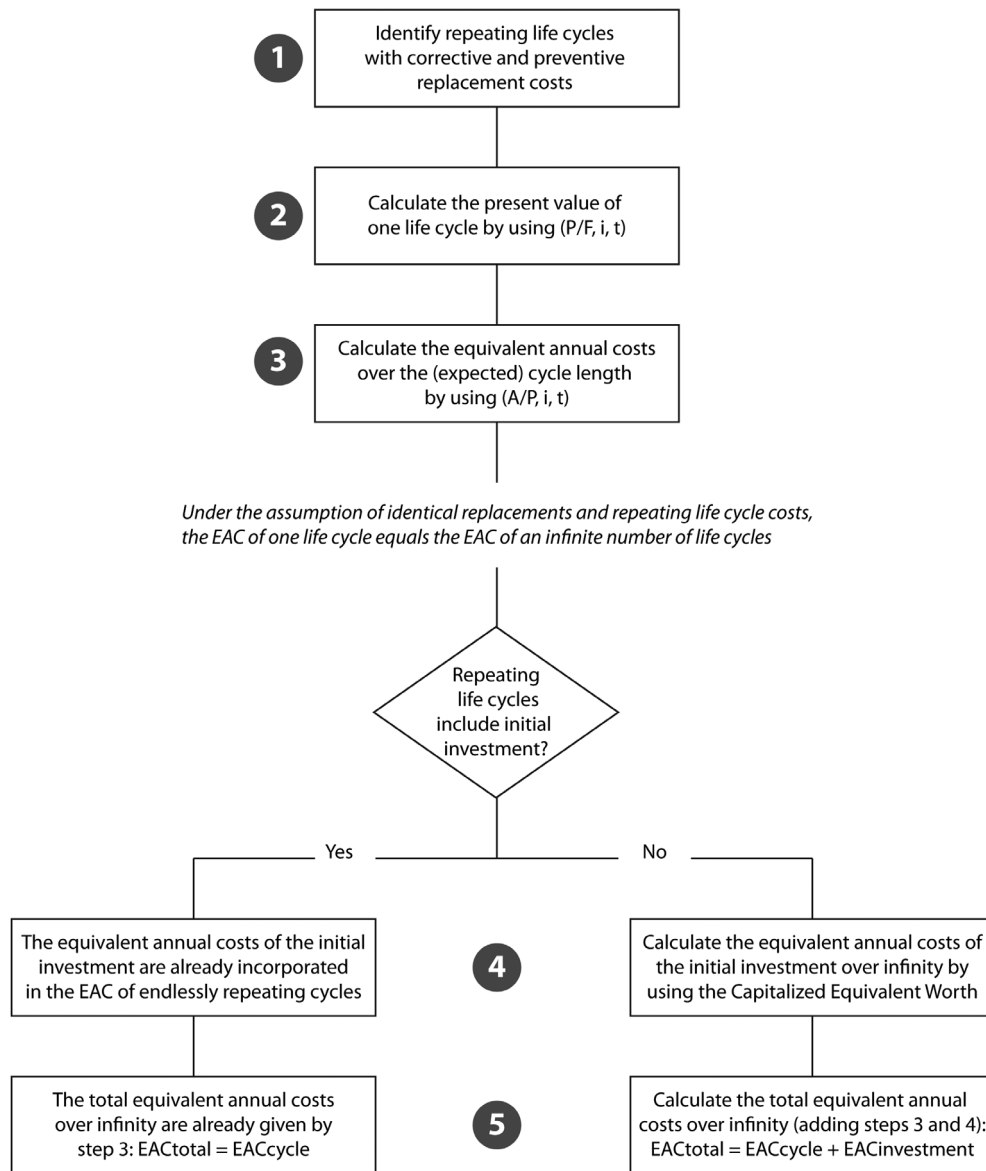 1
Identify repeating life cycles
with corrective and preventive
replacement costs
2
Calculate the present value of
one life cycle by using (P/F, i, t)
3
Calculate the equivalent annual costs
over the (expected) cycle length
by using (A/P, i, t)
Under the assumption of identical replacements and repeating life cycle costs,
the EAC of one life cycle equals the EAC of an infinite number of life cycles
Repeating
life cycles
include initial
investment?
Yes
No
The equivalent annual costs of the initial
investment are already incorporated
in the EAC of endlessly repeating cycles
4
Calculate the equivalent annual costs of
the initial investment over infinity by
using the Capitalized Equivalent Worth
The total equivalent annual costs
over infinity are already given by
step 3: EACtotal = EACcycle
5
Calculate the total equivalent annual
costs over infinity (adding steps 3 and 4):
EACtotal = EACcycle + EACinvestment